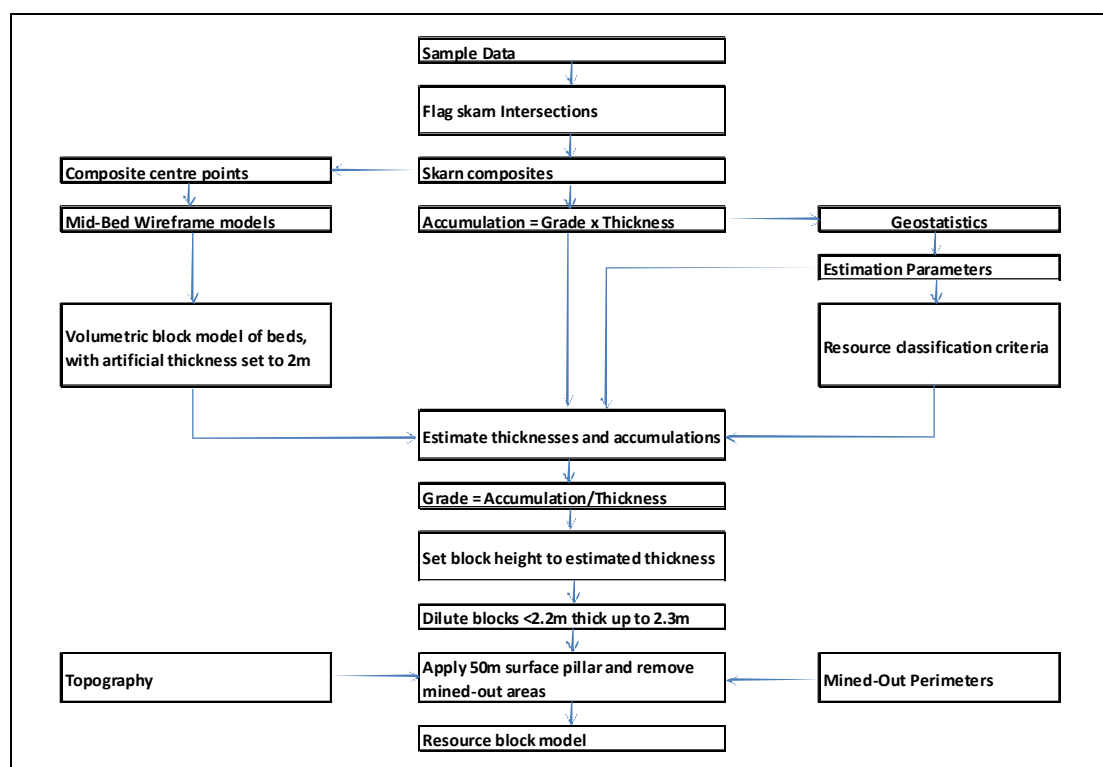 Sample Data
Flag skarn Intersections
Composite centre points
Skarn composites
Mid-Bed Wireframe models
Accumulation = Grade x Thickness
Geostatistics
Estimation Parameters
Volumetric block model of beds,
with artificial thickness set to 2m
Resource classification criteria
Estimate thicknesses and accumulations
Grade = Accumulation/Thickness
Set block height to estimated thickness
Dilute blocks <2.2m thick up to 2.3m
Topography
Apply 50m surface pillar and remove
mined-out areas
Mined-Out Perimeters
Resource block model